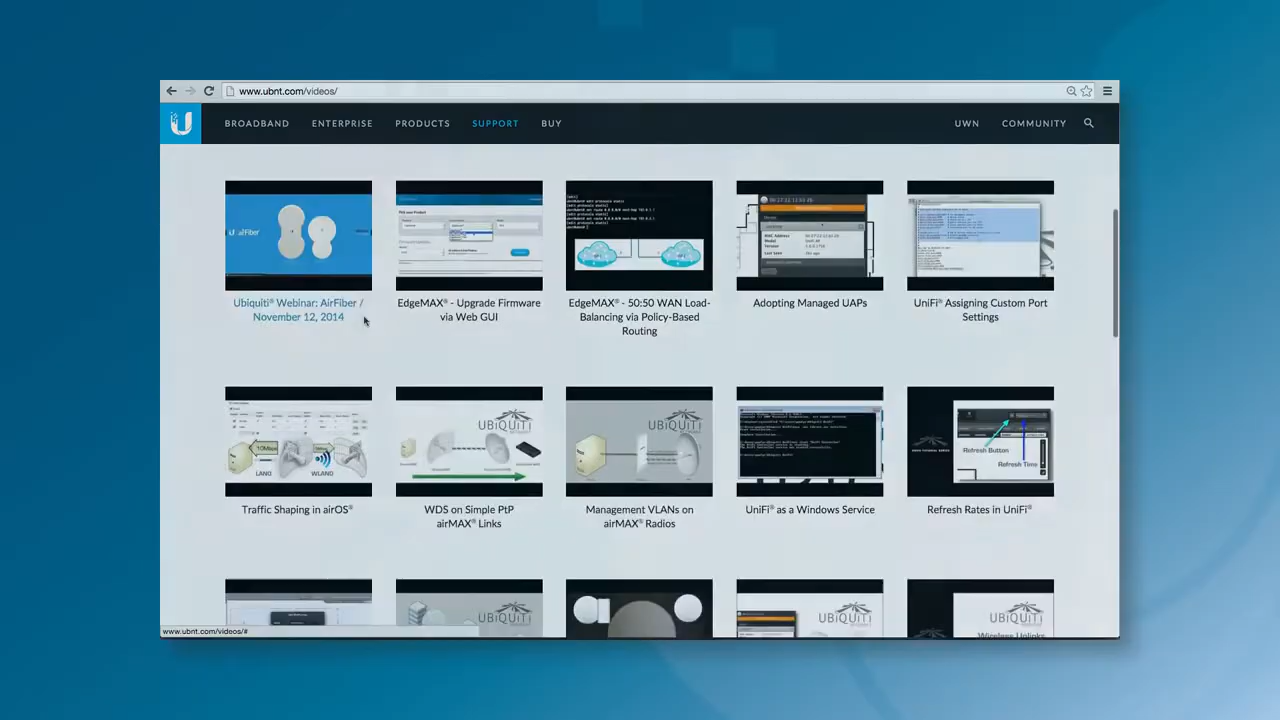 www.ubnt.com/videos/
BROADBAND ENTERPRISE PRODUCTS SUPPORT BUY UWN COMMUNITY
airFiber
Ubiquiti® Webinar: AirFiber /
November 12, 2014
EdgeMAX® - Upgrade Firmware
via Web GUI
EdgeMAX® - 50:50 WAN Load-
Balancing via Policy-Based
Routing
Adopting Managed UAPs
UniFi® Assigning Custom Port
Settings
LAN0 WLAN0
UBiQUiTi
UBiQUiTi
Refresh Button
Refresh Time
Traffic Shaping in airOS®
WDS on Simple PtP
airMAX® Links
Management VLANs on
airMAX® Radios
UniFi® as a Windows Service
Refresh Rates in UniFi®
UBiQUiTi
UBiQUiTi
UBiQUiTi
Wireless Uplinks
www.ubnt.com/videos/#